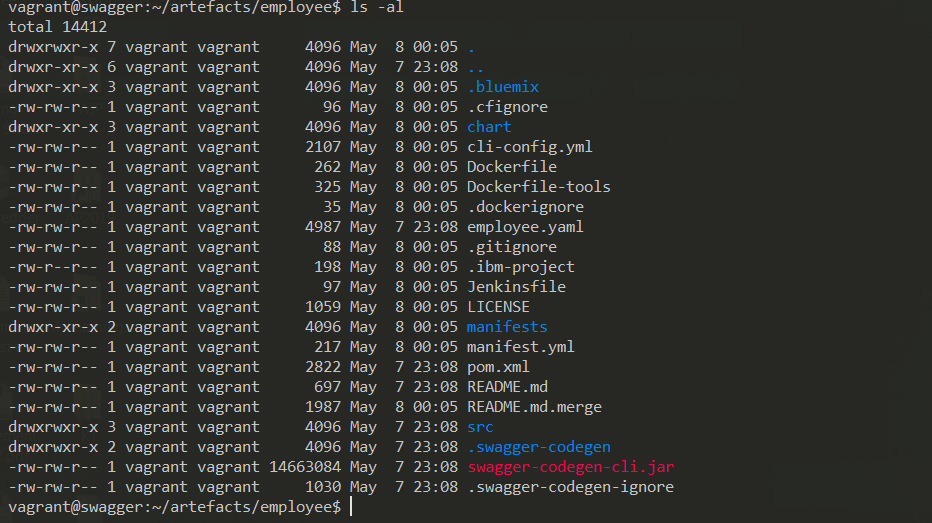 vagrant@swagger:~/artefacts/employee$ ls -al
total 14412
drwxrwxr-x 7 vagrant vagrant     4096 May  8 00:05 .
drwxr-xr-x 6 vagrant vagrant     4096 May  7 23:08 ..
drwxr-xr-x 3 vagrant vagrant     4096 May  8 00:05 .bluemix
-rw-rw-r-- 1 vagrant vagrant       96 May  8 00:05 .cfignore
drwxr-xr-x 3 vagrant vagrant     4096 May  8 00:05 chart
-rw-rw-r-- 1 vagrant vagrant     2107 May  8 00:05 cli-config.yml
-rw-rw-r-- 1 vagrant vagrant      262 May  8 00:05 Dockerfile
-rw-rw-r-- 1 vagrant vagrant      325 May  8 00:05 Dockerfile-tools
-rw-rw-r-- 1 vagrant vagrant       35 May  8 00:05 .dockerignore
-rw-rw-r-- 1 vagrant vagrant     4987 May  7 23:08 employee.yaml
-rw-rw-r-- 1 vagrant vagrant       88 May  8 00:05 .gitignore
-rw-r--r-- 1 vagrant vagrant      198 May  8 00:05 .ibm-project
-rw-rw-r-- 1 vagrant vagrant       97 May  8 00:05 Jenkinsfile
-rw-rw-r-- 1 vagrant vagrant     1059 May  8 00:05 LICENSE
drwxr-xr-x 2 vagrant vagrant     4096 May  8 00:05 manifests
-rw-rw-r-- 1 vagrant vagrant      217 May  8 00:05 manifest.yml
-rw-rw-r-- 1 vagrant vagrant     2822 May  7 23:08 pom.xml
-rw-rw-r-- 1 vagrant vagrant      697 May  7 23:08 README.md
-rw-rw-r-- 1 vagrant vagrant     1987 May  8 00:05 README.md.merge
drwxrwxr-x 3 vagrant vagrant     4096 May  7 23:08 src
drwxrwxr-x 2 vagrant vagrant     4096 May  7 23:08 .swagger-codegen
-rw-rw-r-- 1 vagrant vagrant 14663084 May  7 23:08 swagger-codegen-cli.jar
-rw-rw-r-- 1 vagrant vagrant     1030 May  7 23:08 .swagger-codegen-ignore
vagrant@swagger:~/artefacts/employee$